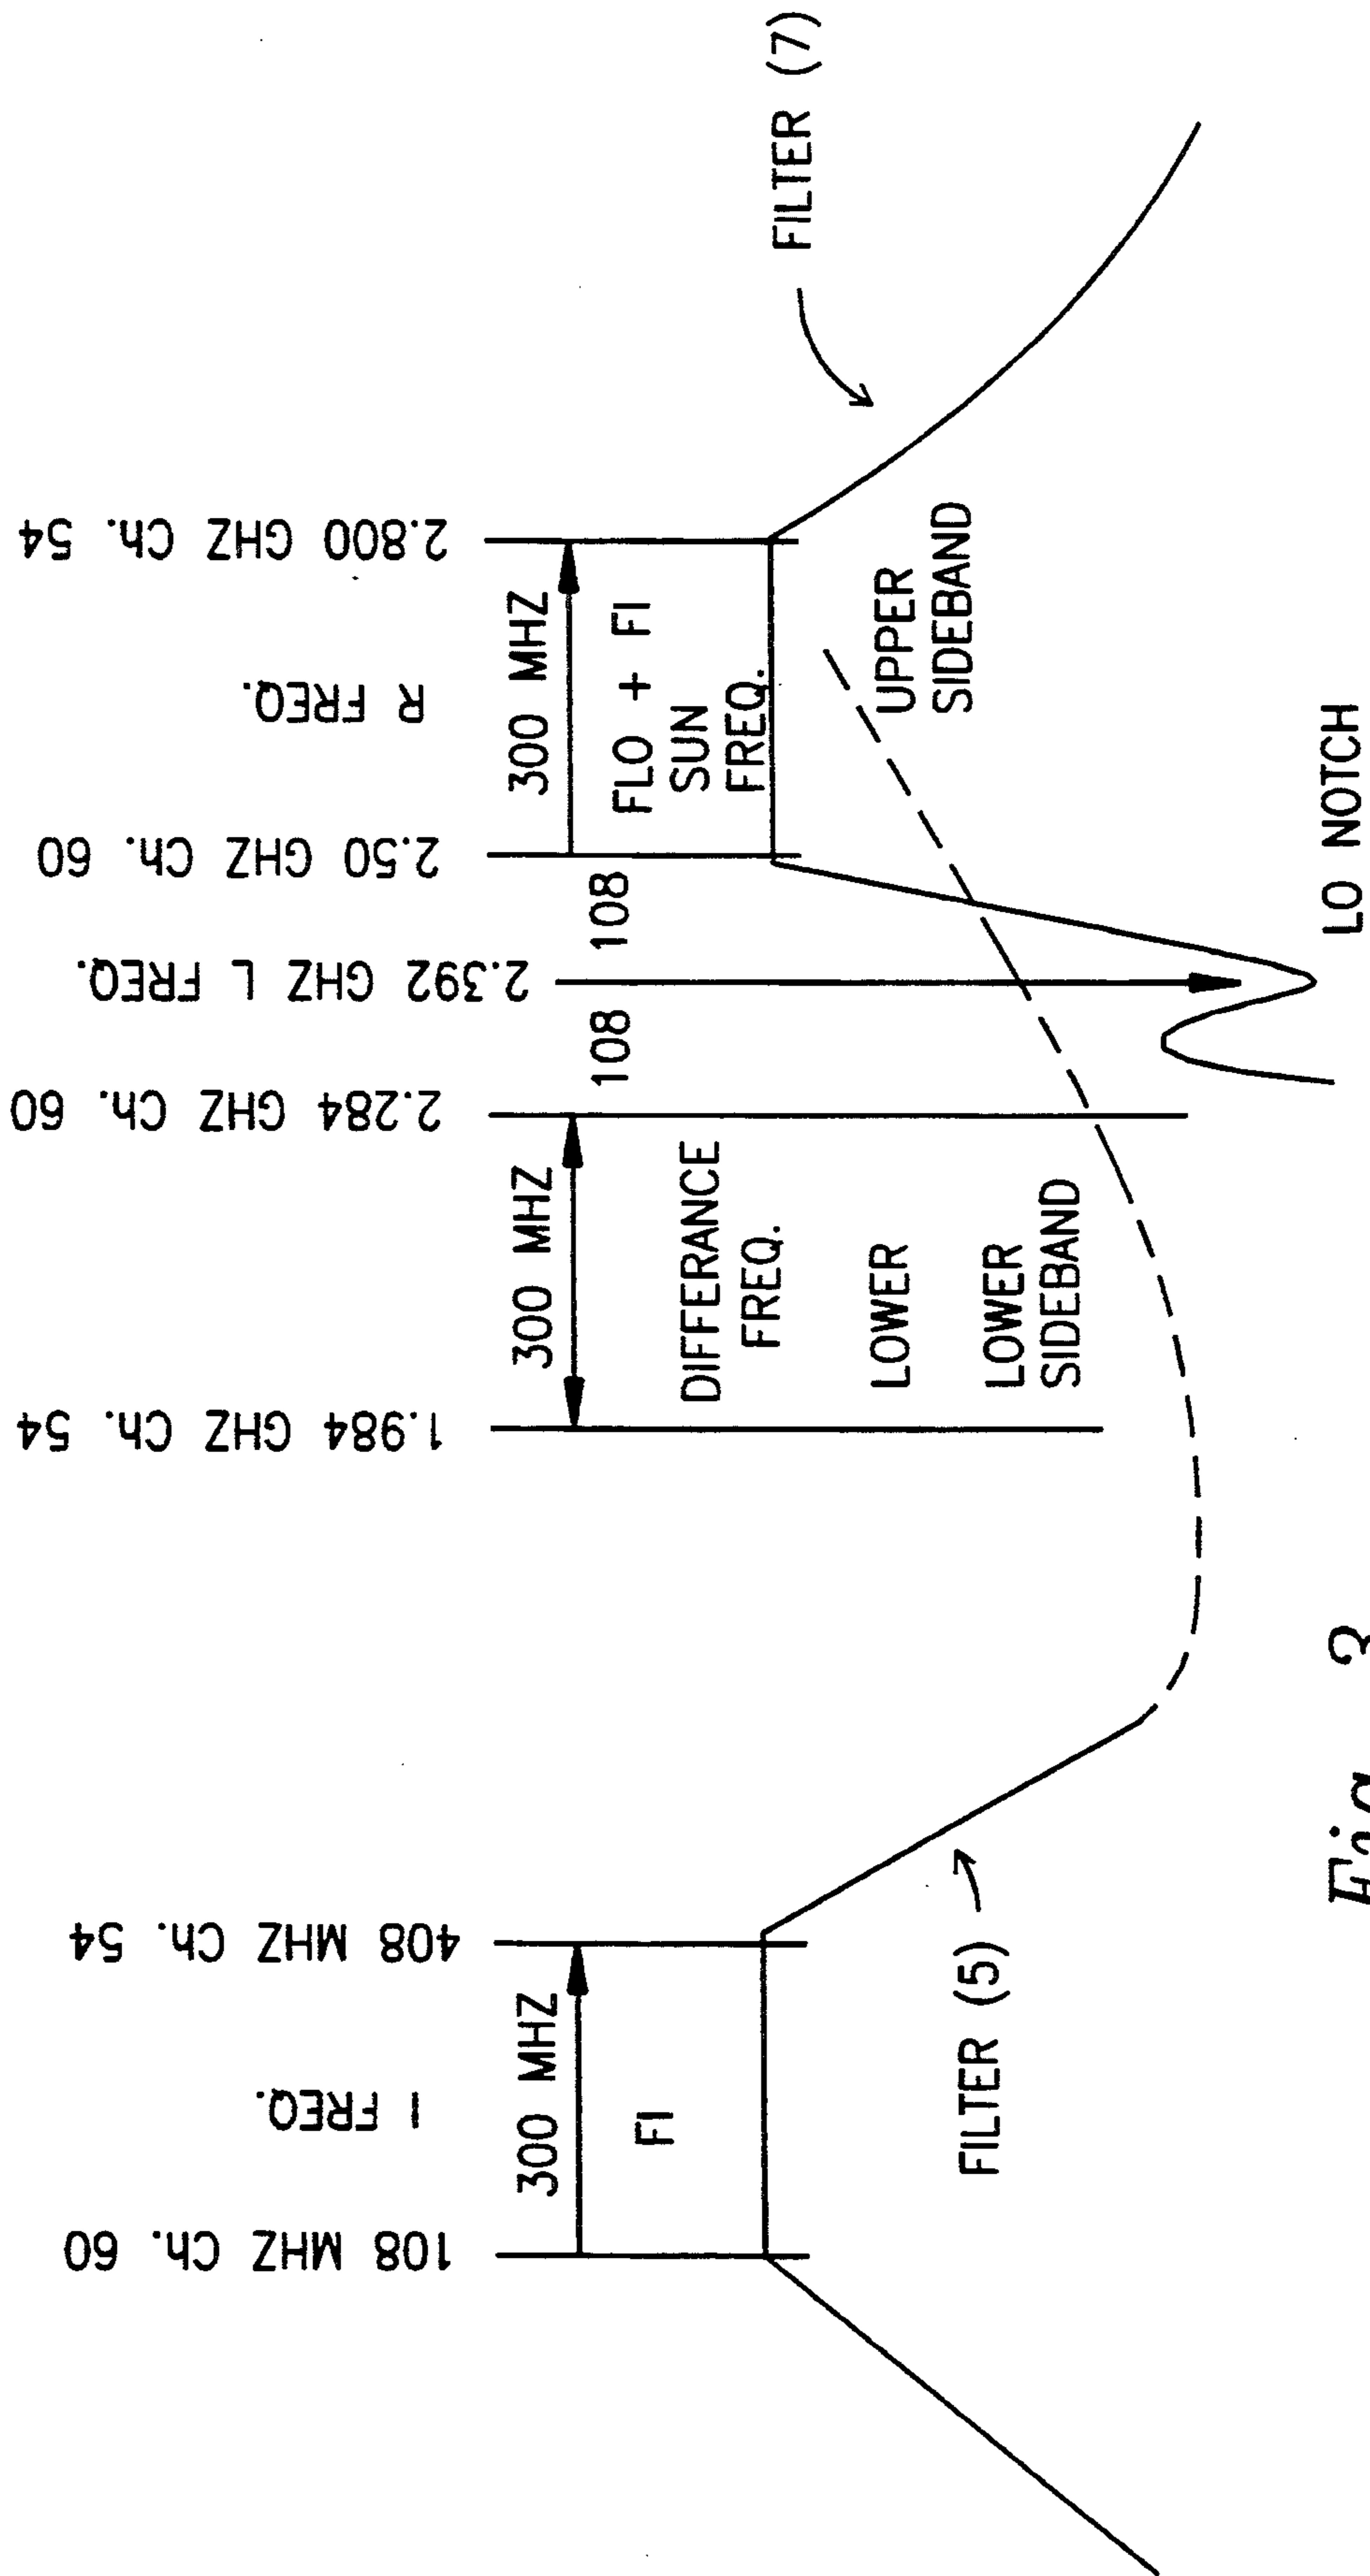 108 MHZ Ch. 60
I FREQ.
408 MHZ Ch. 54
1.984 GHZ Ch. 54
2.284 GHZ Ch. 60
2.392 GHZ L FREQ.
2.50 GHZ Ch. 60
R FREQ.
2.800 GHZ Ch. 54
300 MHZ
FI
FILTER (5)
300 MHZ
DIFFERANCE
FREQ.
LOWER
LOWER
SIDEBAND
108
108
300 MHZ
FLO + FI
SUN
FREQ.
UPPER
SIDEBAND
FILTER (7)
LO NOTCH
Fig. 3